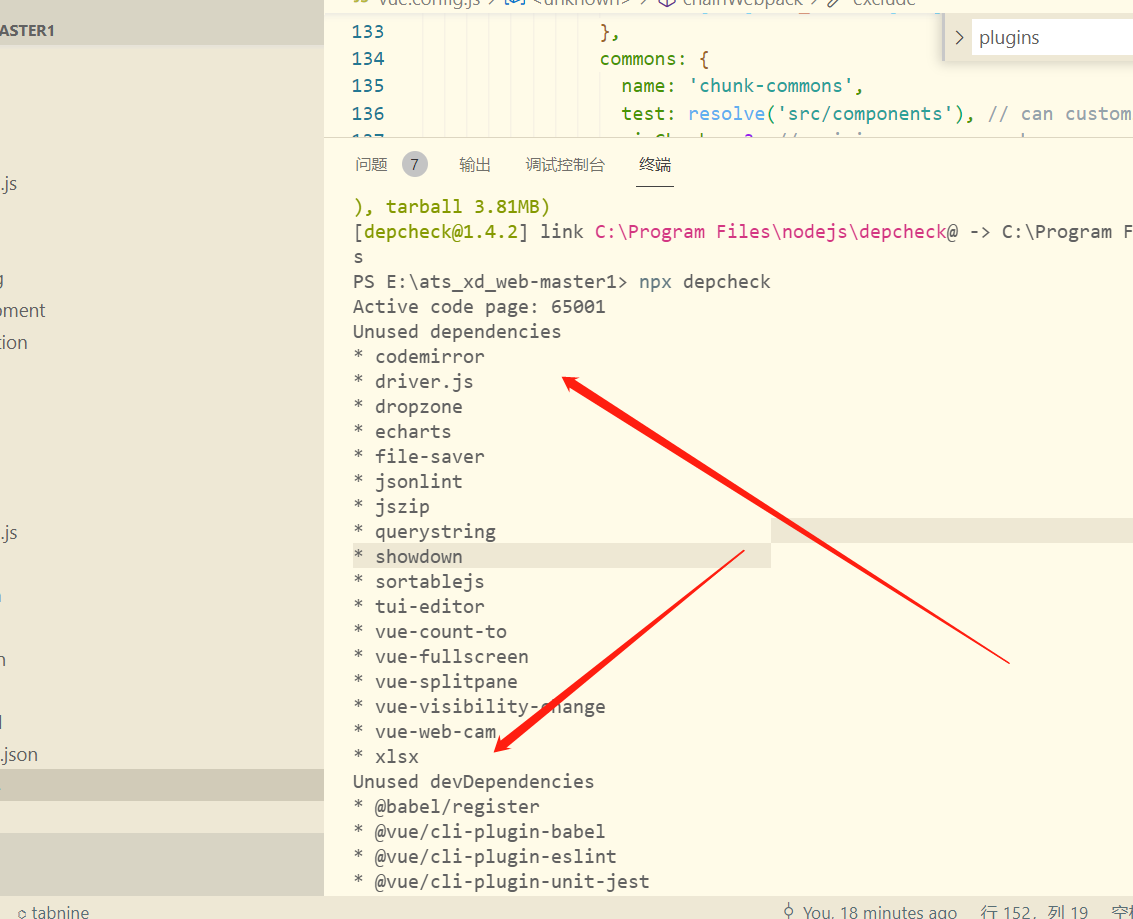 vue.config.js > <unknown> > chainWebpack > exclude
ASTER1
133 },
134 commons: {
135 name: 'chunk-commons',
136 test: resolve('src/components'), // can custom
plugins
问题 7 输出 调试控制台 终端
.js
), tarball 3.81MB)
[depcheck@1.4.2] link C:\Program Files\nodejs\depcheck@ -> C:\Program F
s
PS E:\ats_xd_web-master1> npx depcheck
Active code page: 65001
Unused dependencies
* codemirror
* driver.js
* dropzone
* echarts
* file-saver
* jsonlint
* jszip
* querystring
* showdown
* sortablejs
* tui-editor
* vue-count-to
* vue-fullscreen
* vue-splitpane
* vue-visibility-change
* vue-web-cam
* xlsx
Unused devDependencies
* @babel/register
* @vue/cli-plugin-babel
* @vue/cli-plugin-eslint
* @vue/cli-plugin-unit-jest
g
oment
tion
.js
n
l
.json
tabnine
You, 18 minutes ago 行 152，列 19